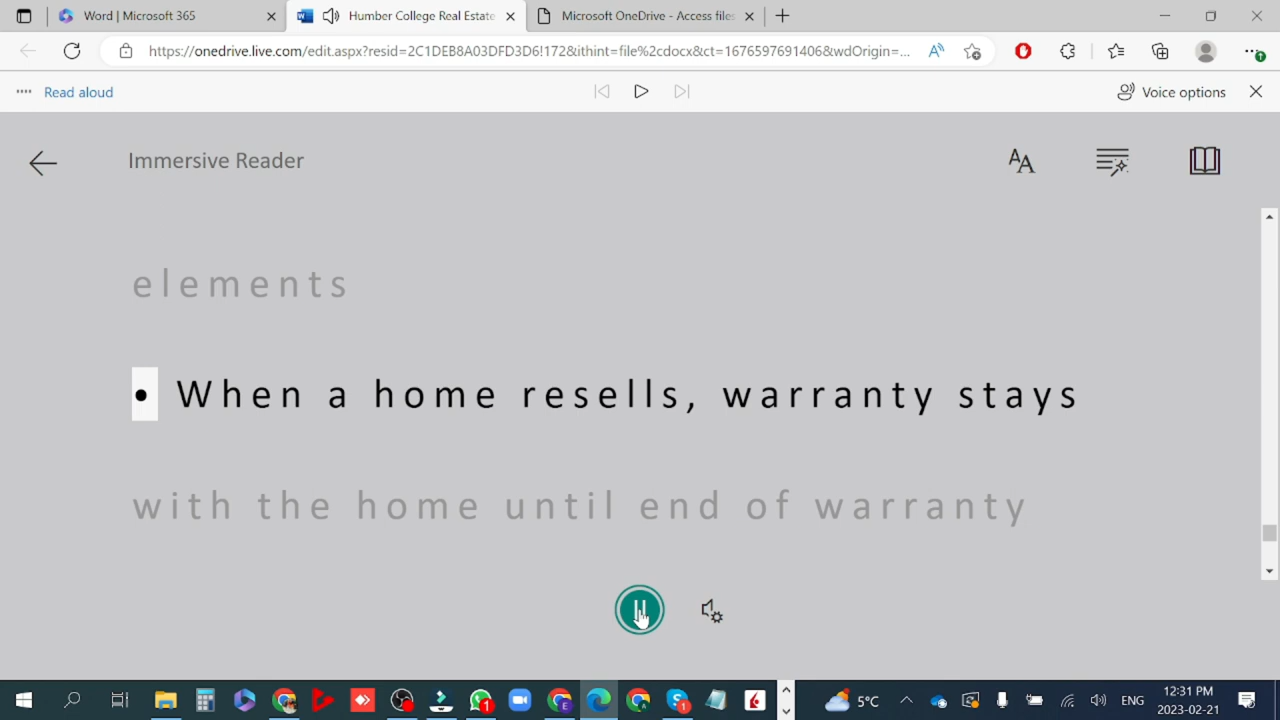 Word | Microsoft 365
Humber College Real Estate
Microsoft OneDrive - Access files
https://onedrive.live.com/edit.aspx?resid=2C1DEB8A03DFD3D6!172&ithint=file%2cdocx&ct=1676597691406&wdOrigin=...
Read aloud
Voice options
Immersive Reader
elements
• When a home resells, warranty stays
with the home until end of warranty
5°C
ENG
12:31 PM
2023-02-21